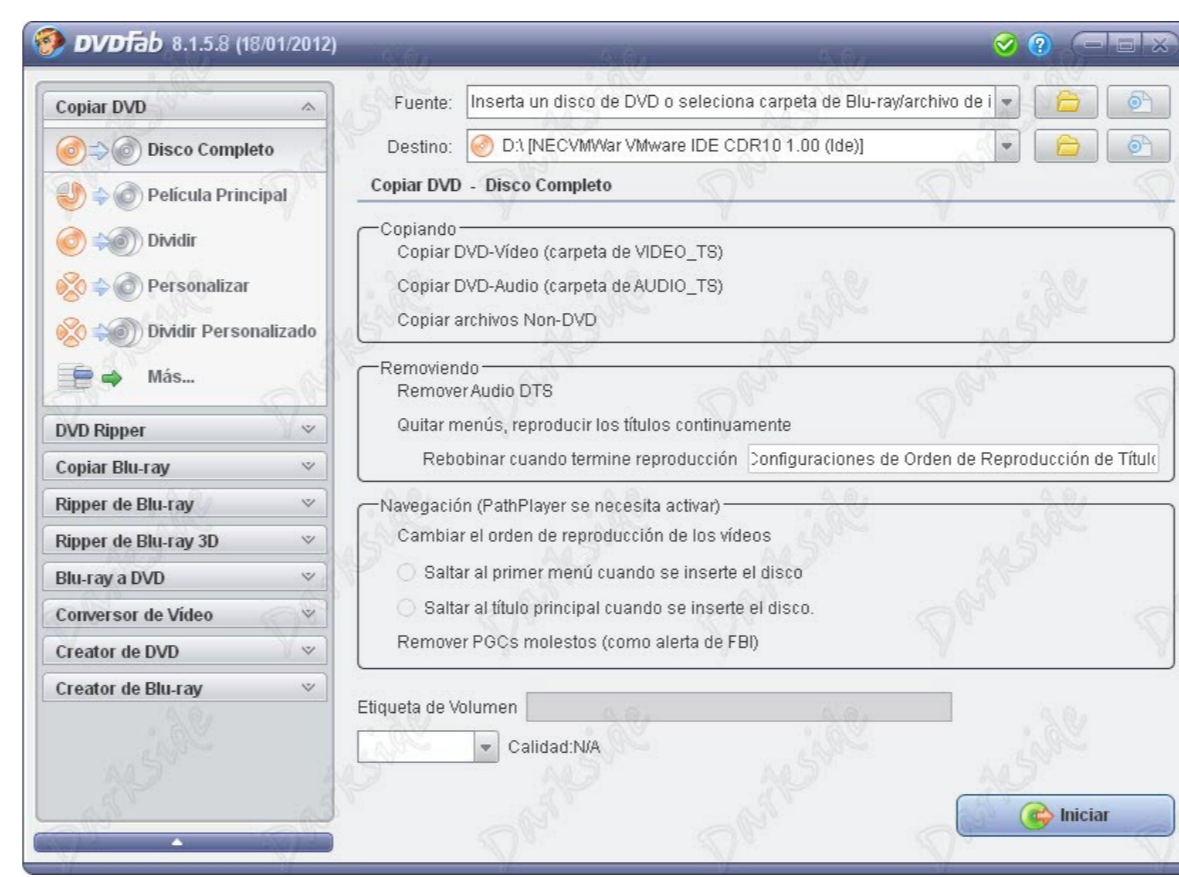 DVDFab 8.1.5.8 (18/01/2012)
Copiar DVD
Disco Completo
Película Principal
Dividir
Personalizar
Dividir Personalizado
Más...
DVD Ripper
Copiar Blu-ray
Ripper de Blu-ray
Ripper de Blu-ray 3D
Blu-ray a DVD
Conversor de Vídeo
Creator de DVD
Creator de Blu-ray
Fuente: Inserta un disco de DVD o seleciona carpeta de Blu-ray/archivo de i
Destino: D:\ [NECVMWar VMware IDE CDR10 1.00 (Ide)]
Copiar DVD - Disco Completo
Copiando
Copiar DVD-Vídeo (carpeta de VIDEO_TS)
Copiar DVD-Audio (carpeta de AUDIO_TS)
Copiar archivos Non-DVD
Removiendo
Remover Audio DTS
Quitar menús, reproducir los títulos continuamente
Rebobinar cuando termine reproducción Configuraciones de Orden de Reproducción de Título
Navegación (PathPlayer se necesita activar)
Cambiar el orden de reproducción de los vídeos
Saltar al primer menú cuando se inserte el disco
Saltar al título principal cuando se inserte el disco.
Remover PGCs molestos (como alerta de FBI)
Etiqueta de Volumen
Calidad:N/A
Iniciar
Darkside